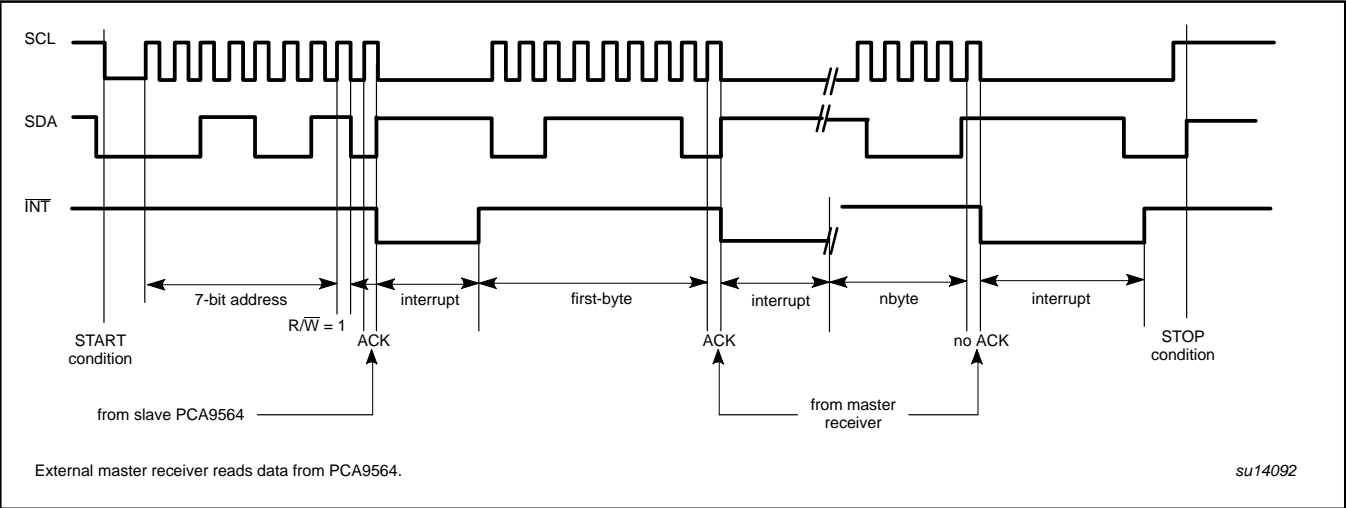 SCL
SDA
I̅N̅T̅
7-bit address
interrupt
first-byte
interrupt
nbyte
interrupt
R/W̅ = 1
START
condition
ACK
ACK
no ACK
STOP
condition
from slave PCA9564
from master
receiver
External master receiver reads data from PCA9564.
su14092